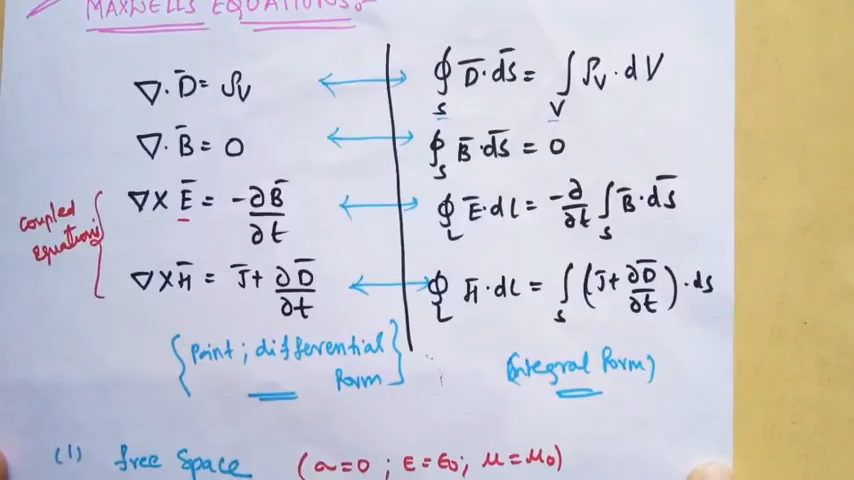 MAXWELLS EQUATIONS:-
∇·D̄ = ρv ↔ ∮s D̄·ds̄ = ∫v ρv·dV
∇·B̄ = 0 ↔ ∮s B̄·ds̄ = 0
∇×Ē = -∂B̄/∂t ↔ ∮L Ē·dl = -∂/∂t ∫s B̄·ds̄
∇×H̄ = J̄+∂D̄/∂t ↔ ∮L H̄·dl = ∫s (J̄+∂D̄/∂t)·ds
coupled
equations
{Point; differential
form}
(integral form)
(1) free space (σ=0 ; ε=ε0; μ=μ0)